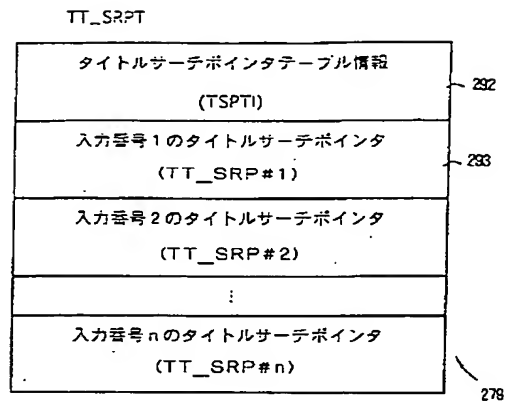 TT_SRPT
タイトルサーチポインタテーブル情報
(TSPTI)
292
入力番号1のタイトルサーチポインタ
(TT_SRP#1)
293
入力番号2のタイトルサーチポインタ
(TT_SRP#2)
⋮
入力番号nのタイトルサーチポインタ
(TT_SRP#n)
279